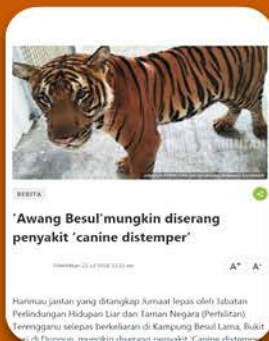 BERITA
'Awang Besul'mungkin diserang
penyakit 'canine distemper'
A+ A-
Harimau jantan yang ditangkap Jumaat lepas oleh Jabatan
Perlindungan Hidupan Liar dan Taman Negara (Perhilitan)
Terengganu selepas berkeliaran di Kampung Besul Lama, Bukit
di Dungun, mungkin diserang penyakit 'Canine distemper